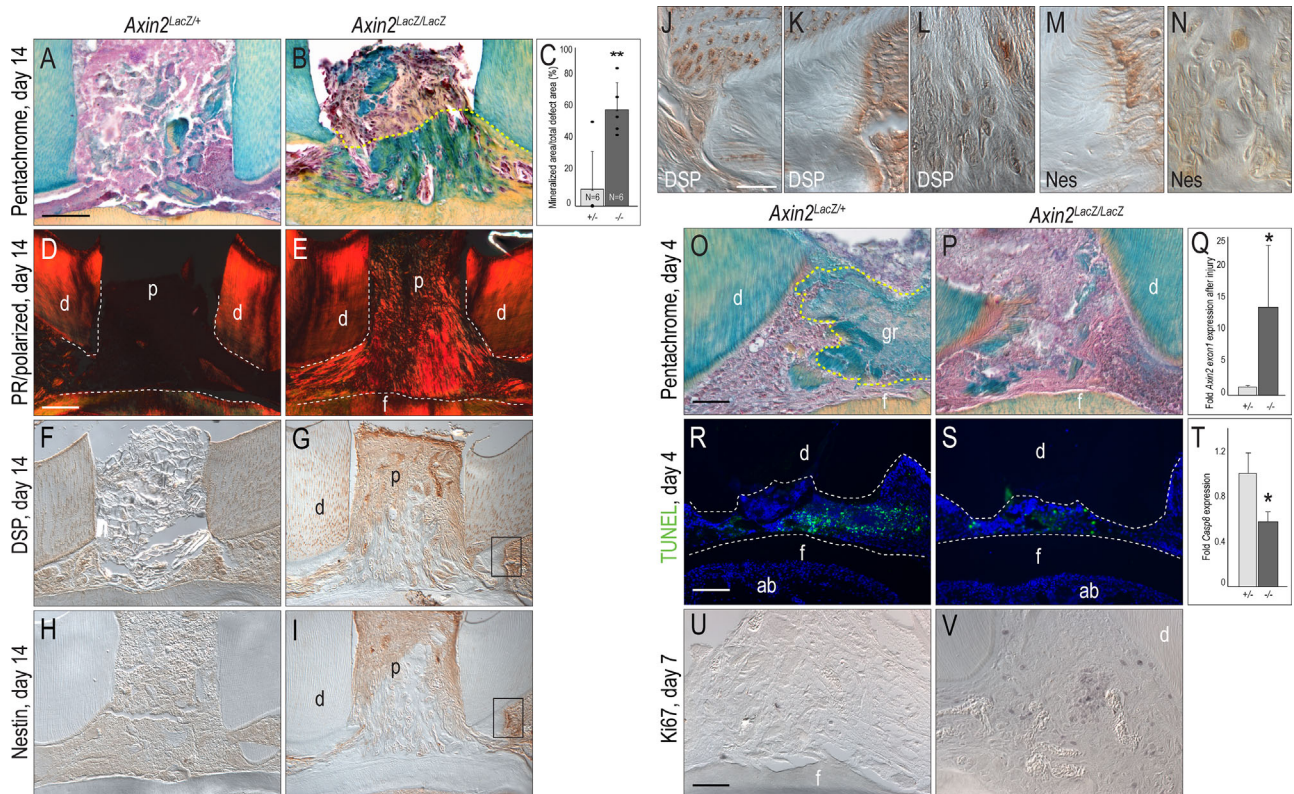 Axin2LacZ/+
Axin2LacZ/LacZ
Pentachrome, day 14
A
B
C
Mineralized area/total defect area (%)
100
80
60
40
20
0
**
N=6
N=6
+/-
-/-
PR/polarized, day 14
D
d
p
d
E
d
p
d
f
DSP, day 14
F
G
d
p
Nestin, day 14
H
I
d
p
J
DSP
K
DSP
L
DSP
M
Nes
N
Nes
Axin2LacZ/+
Axin2LacZ/LacZ
Pentachrome, day 4
O
d
gr
f
P
d
f
Q
Fold Axin2 exon1 expression after injury
25
20
15
10
5
0
*
+/-
-/-
TUNEL, day 4
R
d
f
ab
S
d
f
ab
T
Fold Casp8 expression
1.2
0.8
0.4
0
*
+/-
-/-
Ki67, day 7
U
f
V
d